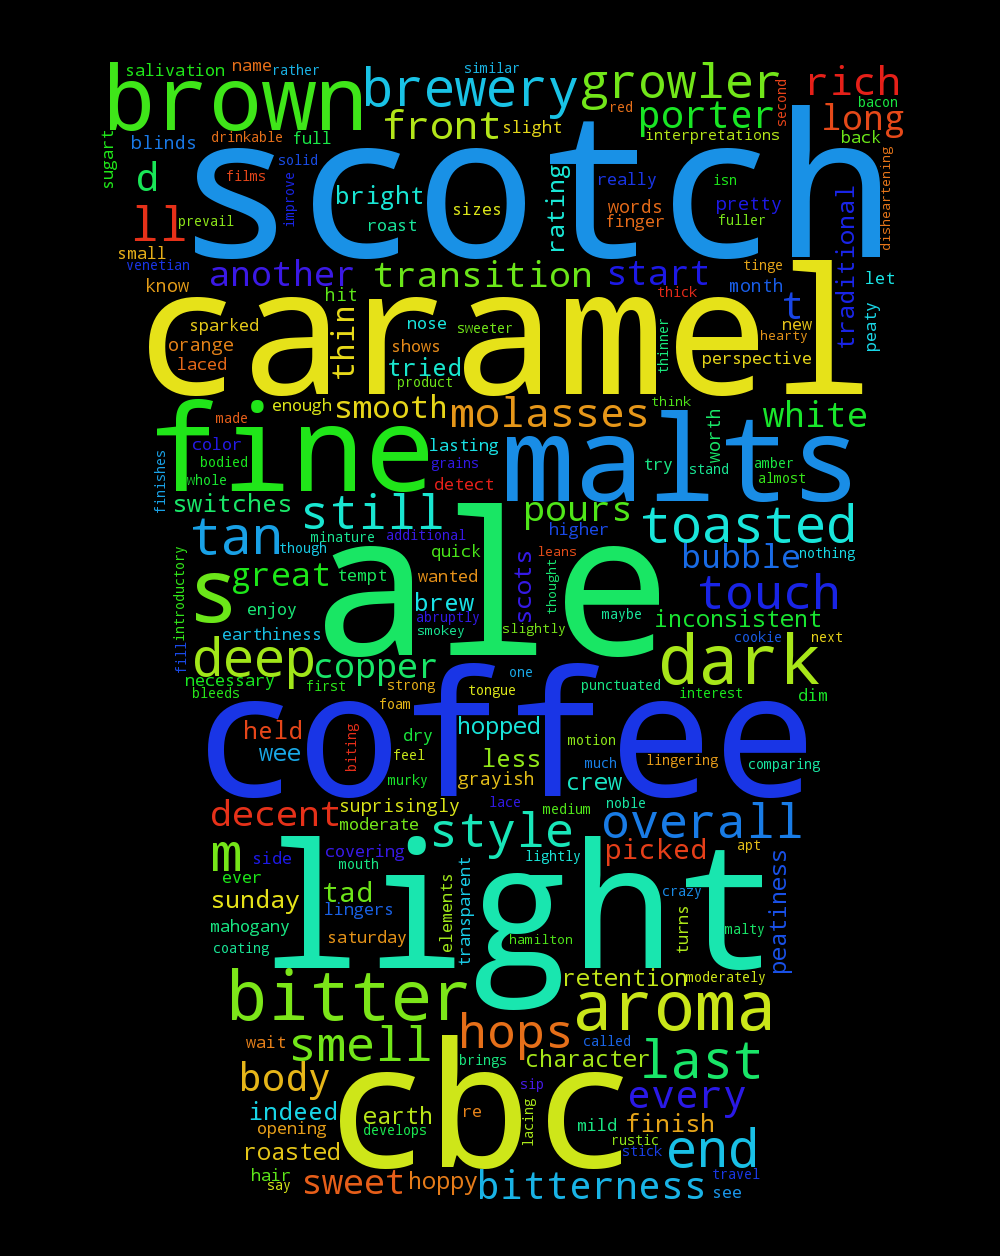 brown
salivation
name
rather
similar
brewery
growler
rich
bacon
red
second
porter
long
back
interpretations
front
slight
drinkable
full
blinds
sugart
d
solid
films
improve
scotch
bright
roast
sizes
rating
really
isn
words
finger
pretty
fuller
disheartening
traditional
ll
prevail
small
venetian
know
another
transition
start
tinge
month
let
t
peaty
hit
thick
caramel
sparked
orange
laced
thin
nose
sweeter
shows
tried
product
thinner
new
hearty
perspective
enough
smooth
molasses
think
white
made
fine
color
bodied
whole
finishes
lasting
grains
detect
malts
worth
try
stand
amber
almost
switches
still
pours
higher
toasted
tan
though
minature
additional
quick
leans
bubble
nothing
introductory
s
great
tempt
wanted
scots
thought
touch
enjoy
brew
abruptly
smokey
slightly
maybe
inconsistent
ale
earthiness
fill
deep
copper
dark
cookie
next
necessary
bleeds
first
strong
foam
tongue
one
punctuated
interest
dim
coffee
held
wee
biting
dry
feel
hopped
less
motion
lingering
murky
grayish
much
crew
comparing
decent
suprisingly
moderate
lace
medium
noble
style
overall
m
side
covering
mouth
lightly
picked
apt
ever
sunday
tad
lingers
elements
transparent
crazy
peatiness
mahogany
saturday
coating
light
hamilton
turns
malty
retention
moderately
bitter
aroma
wait
smell
hops
called
brings
character
last
body
cbc
sip
every
indeed
earth
re
opening
develops
lacing
mild
finish
rustic
stick
roasted
end
hair
say
sweet
hoppy
bitterness
travel
see